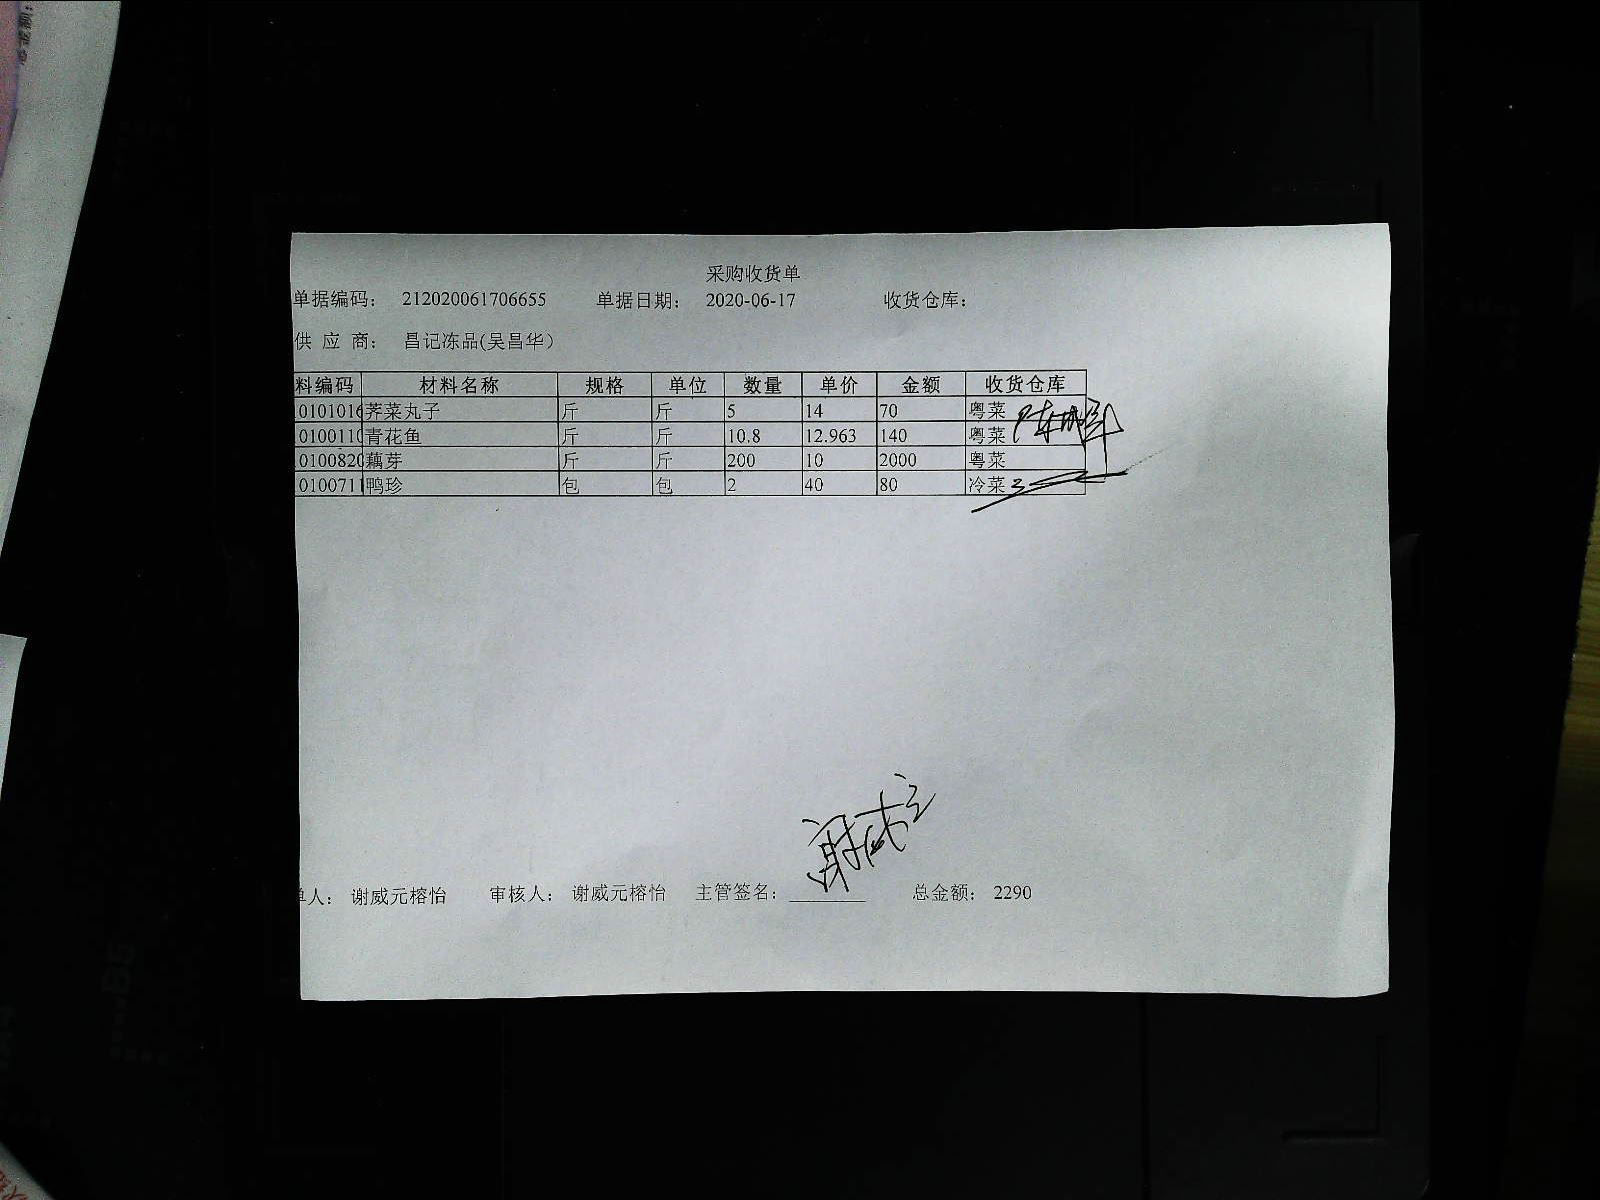 采购收货单
单据编码： 212020061706655 单据日期： 2020-06-17 收货仓库：
供 应 商： 昌记冻品(吴昌华)
料编码 材料名称 规格 单位 数量 单价 金额 收货仓库
0101016 荠菜丸子 斤 斤 5 14 70 粤菜
0100110 青花鱼 斤 斤 10.8 12.963 140 粤菜
0100820 藕芽 斤 斤 200 10 2000 粤菜
0100711 鸭珍 包 包 2 40 80 冷菜
谢威元
单人： 谢威元榕怡 审核人： 谢威元榕怡 主管签名： 总金额： 2290